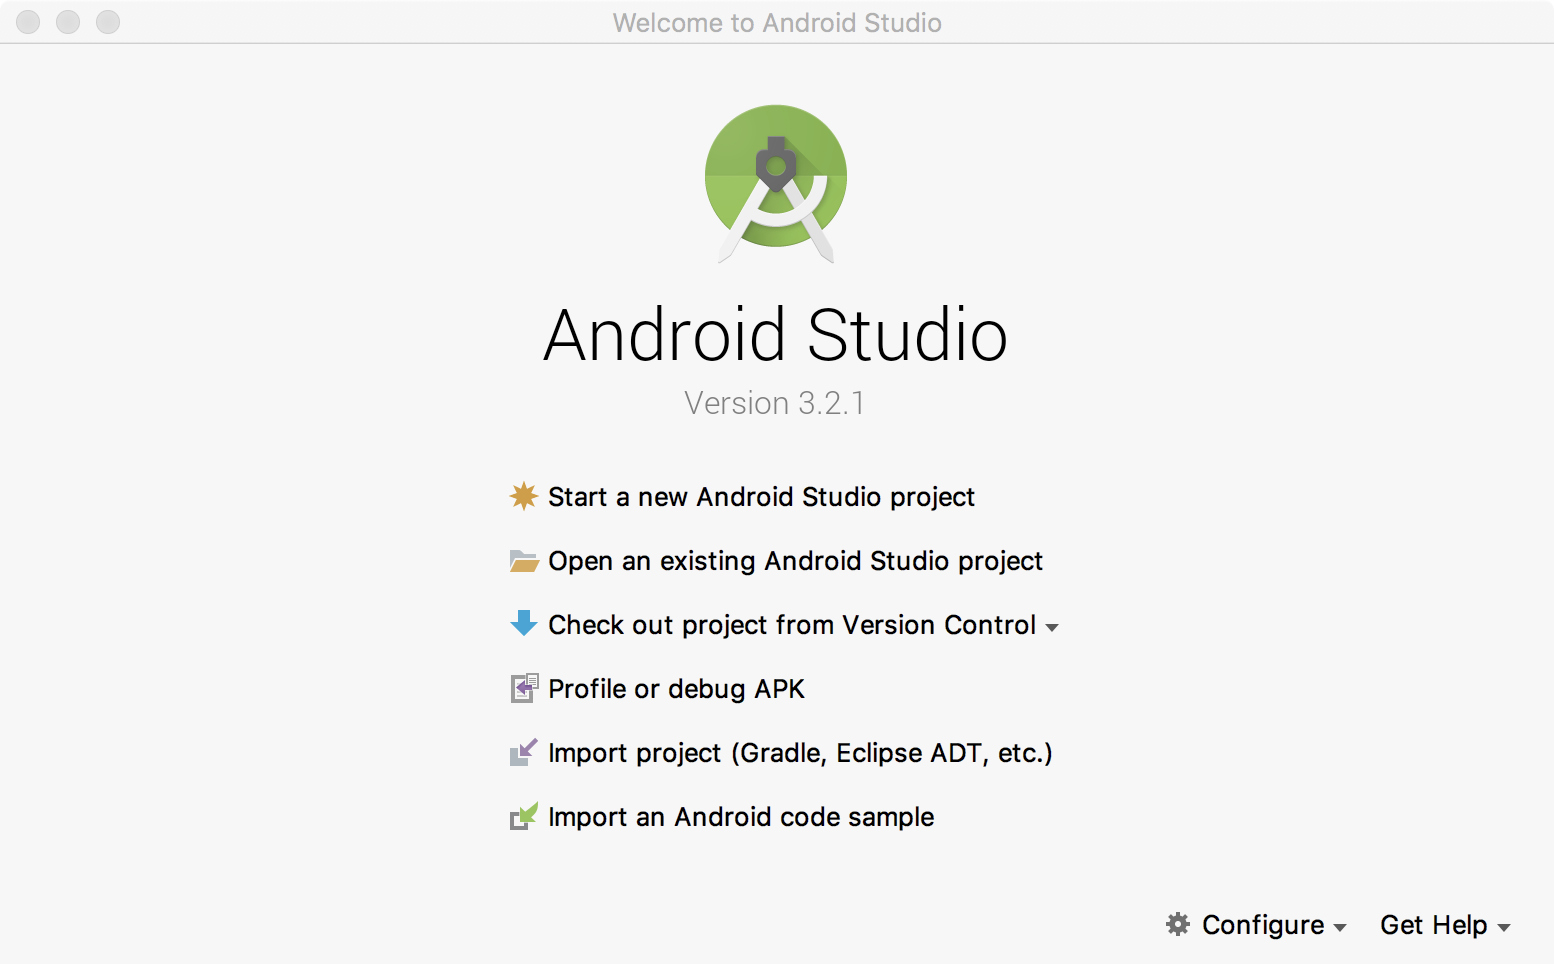 Welcome to Android Studio
Android Studio
Version 3.2.1
Start a new Android Studio project
Open an existing Android Studio project
Check out project from Version Control
Profile or debug APK
Import project (Gradle, Eclipse ADT, etc.)
Import an Android code sample
Configure Get Help